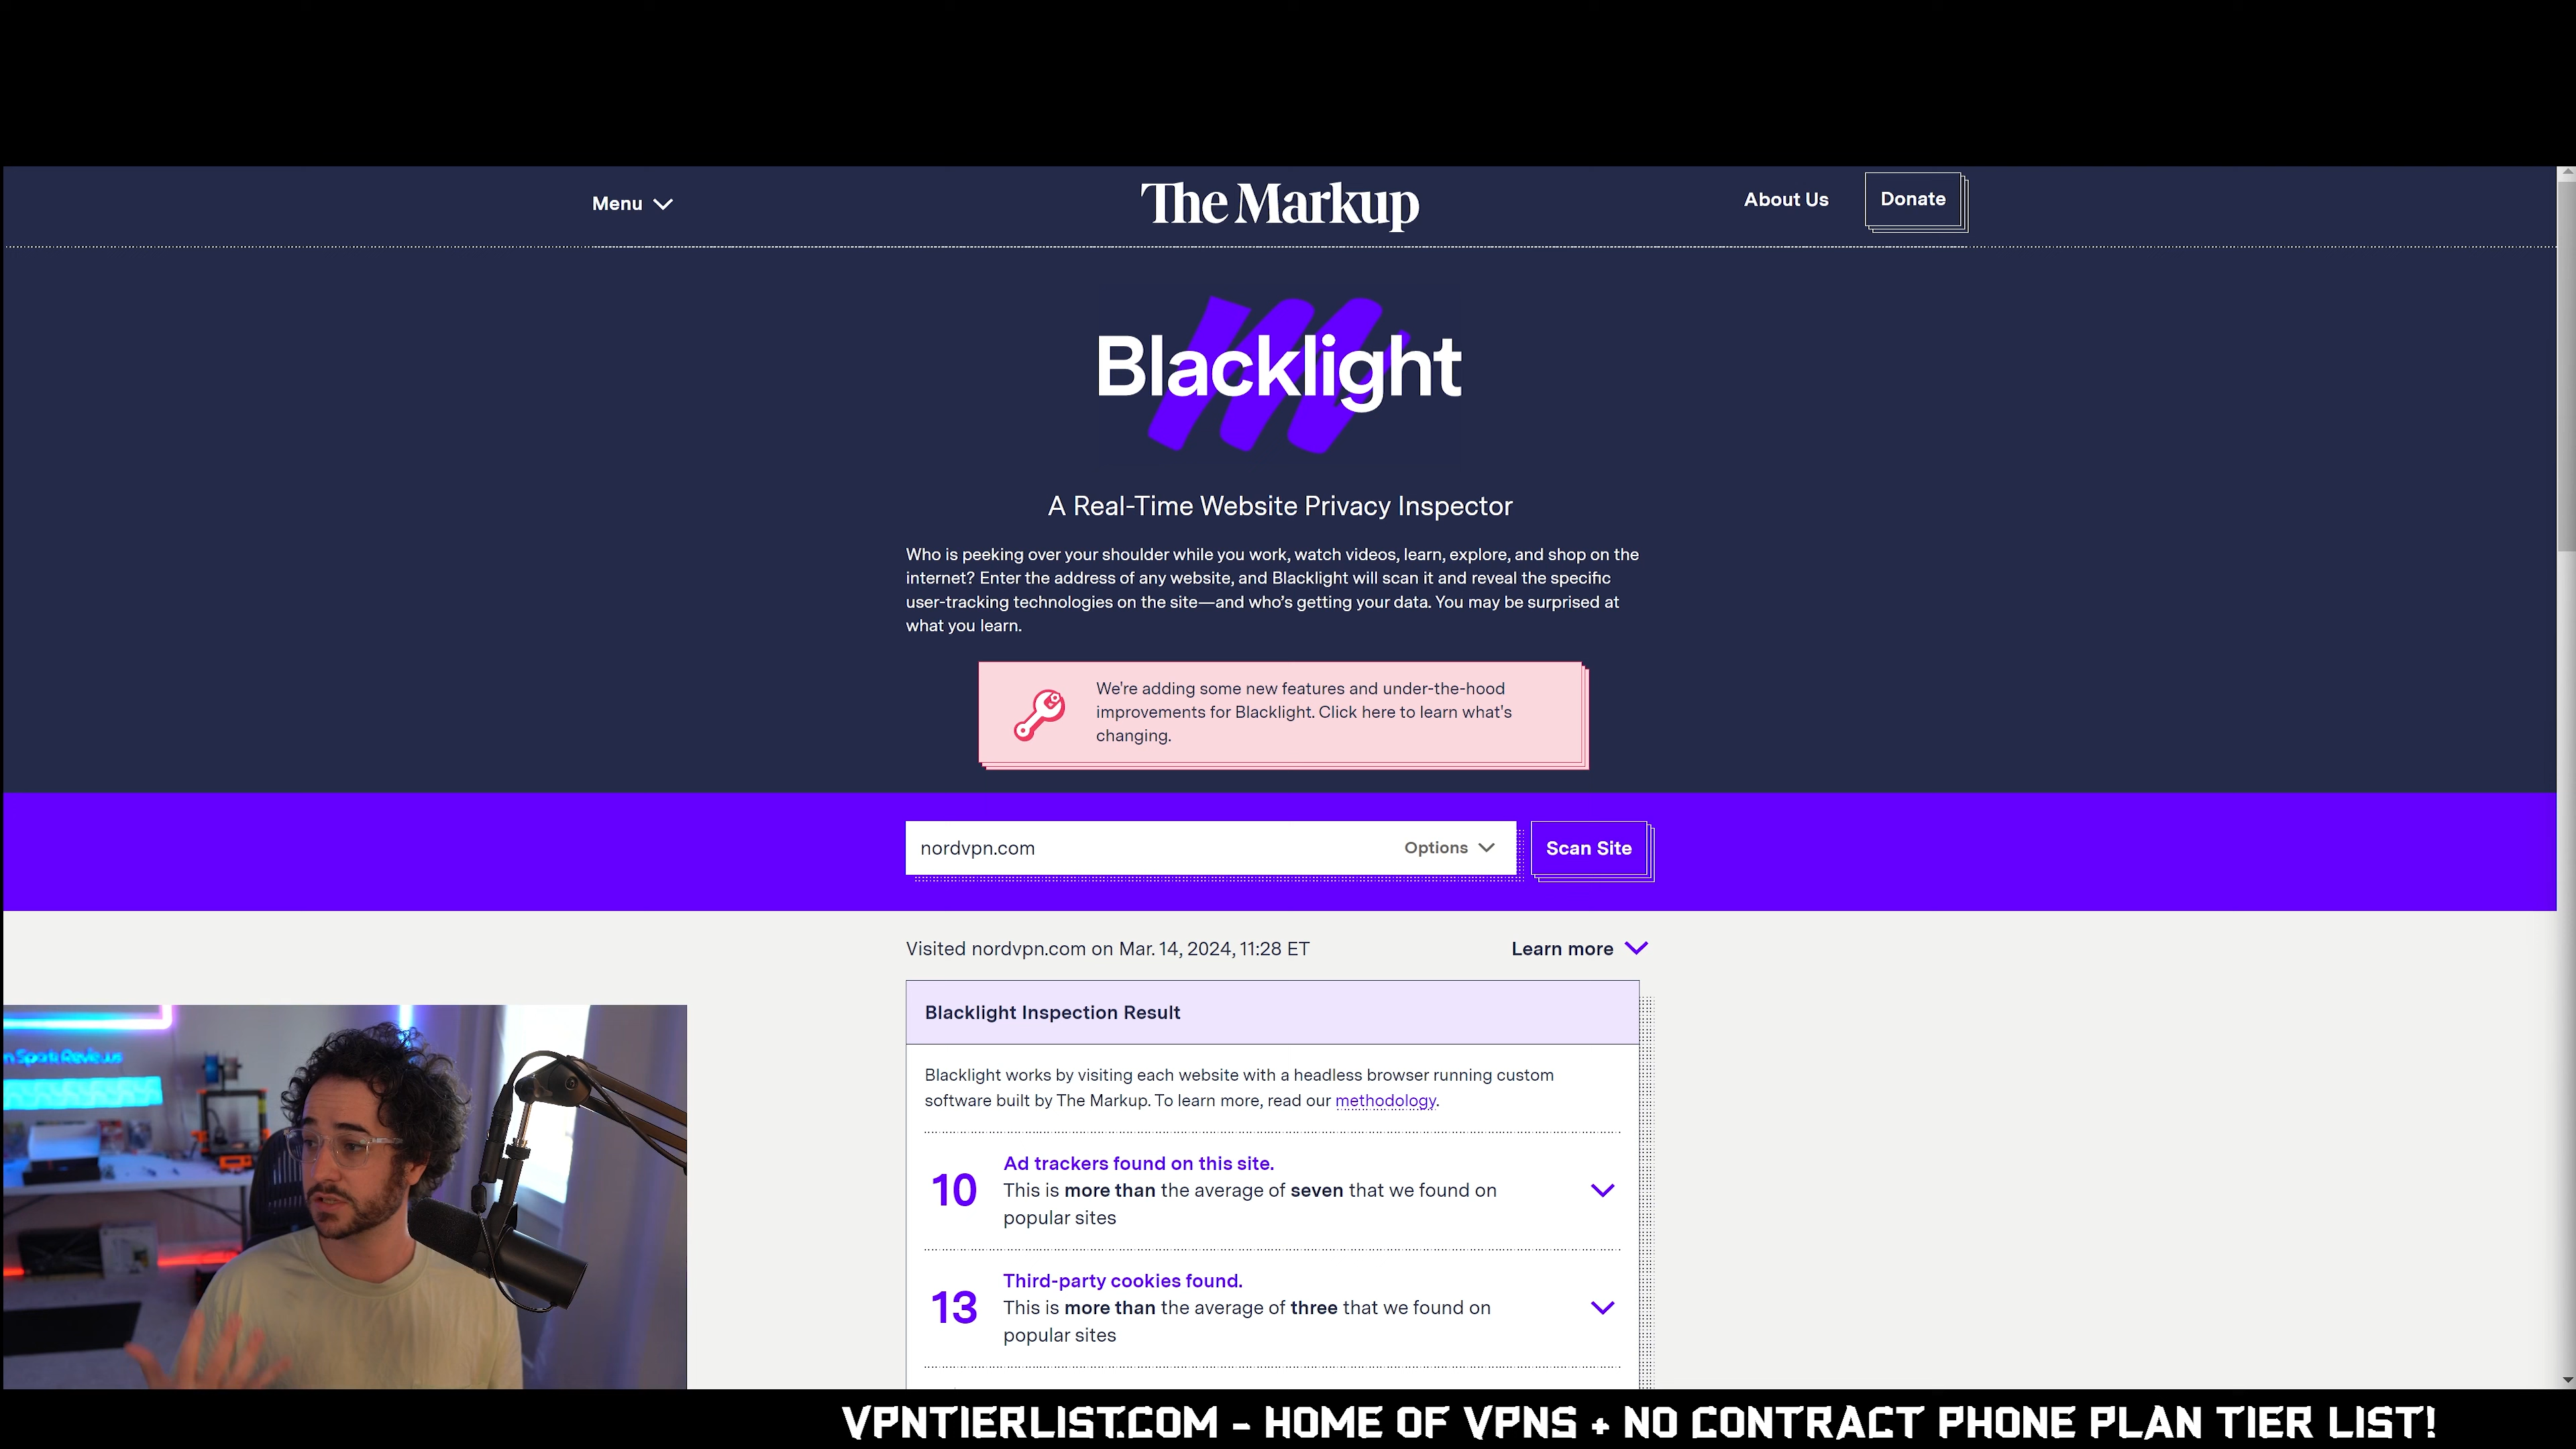 Menu
The Markup
About Us
Donate
Blacklight
A Real-Time Website Privacy Inspector
Who is peeking over your shoulder while you work, watch videos, learn, explore, and shop on the
internet? Enter the address of any website, and Blacklight will scan it and reveal the specific
user-tracking technologies on the site—and who's getting your data. You may be surprised at
what you learn.
We're adding some new features and under-the-hood
improvements for Blacklight. Click here to learn what's
changing.
nordvpn.com
Options
Scan Site
Visited nordvpn.com on Mar. 14, 2024, 11:28 ET
Learn more
Blacklight Inspection Result
Blacklight works by visiting each website with a headless browser running custom
software built by The Markup. To learn more, read our methodology.
10
Ad trackers found on this site.
This is more than the average of seven that we found on
popular sites
13
Third-party cookies found.
This is more than the average of three that we found on
popular sites
n Spark Reviews
VPNTIERLIST.COM - HOME OF VPNS + NO CONTRACT PHONE PLAN TIER LIST!